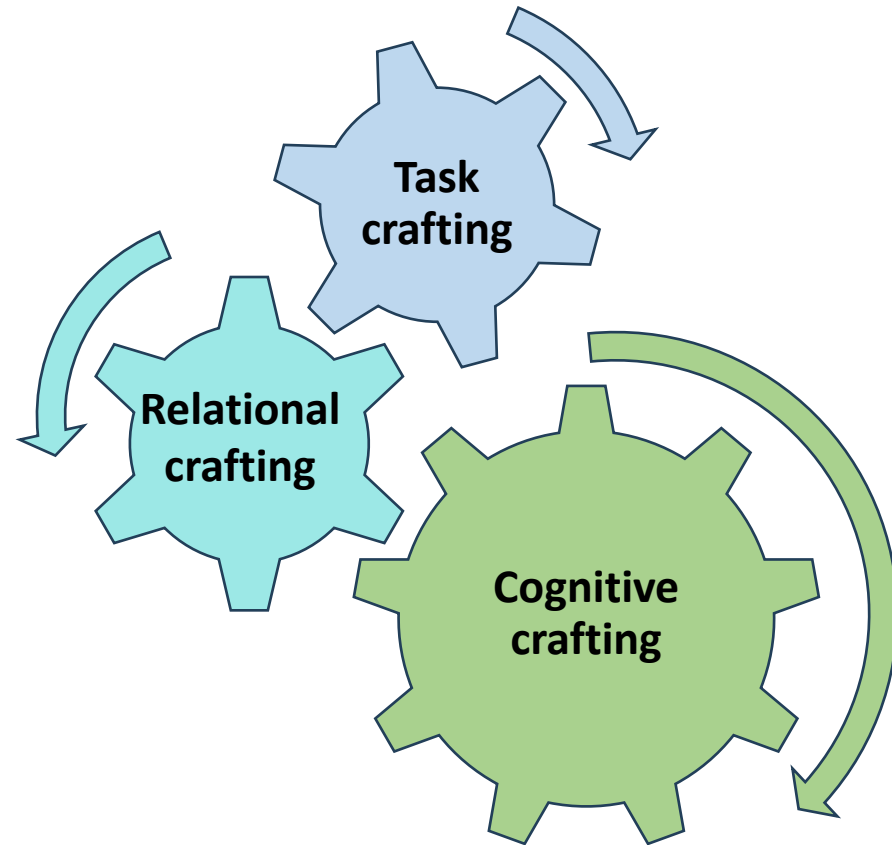 Task
crafting
Relational
crafting
Cognitive
crafting